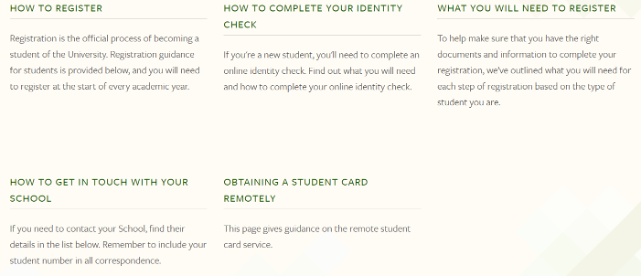 HOW TO REGISTER
Registration is the official process of becoming a
student of the University. Registration guidance
for students is provided below, and you will need
to register at the start of every academic year.
HOW TO COMPLETE YOUR IDENTITY
CHECK
If you're a new student, you'll need to complete an
online identity check. Find out what you will need
and how to complete your online identity check.
WHAT YOU WILL NEED TO REGISTER
To help make sure that you have the right
documents and information to complete your
registration, we've outlined what you will need for
each step of registration based on the type of
student you are.
HOW TO GET IN TOUCH WITH YOUR
SCHOOL
If you need to contact your School, find their
details in the list below. Remember to include your
student number in all correspondence.
OBTAINING A STUDENT CARD
REMOTELY
This page gives guidance on the remote student
card service.